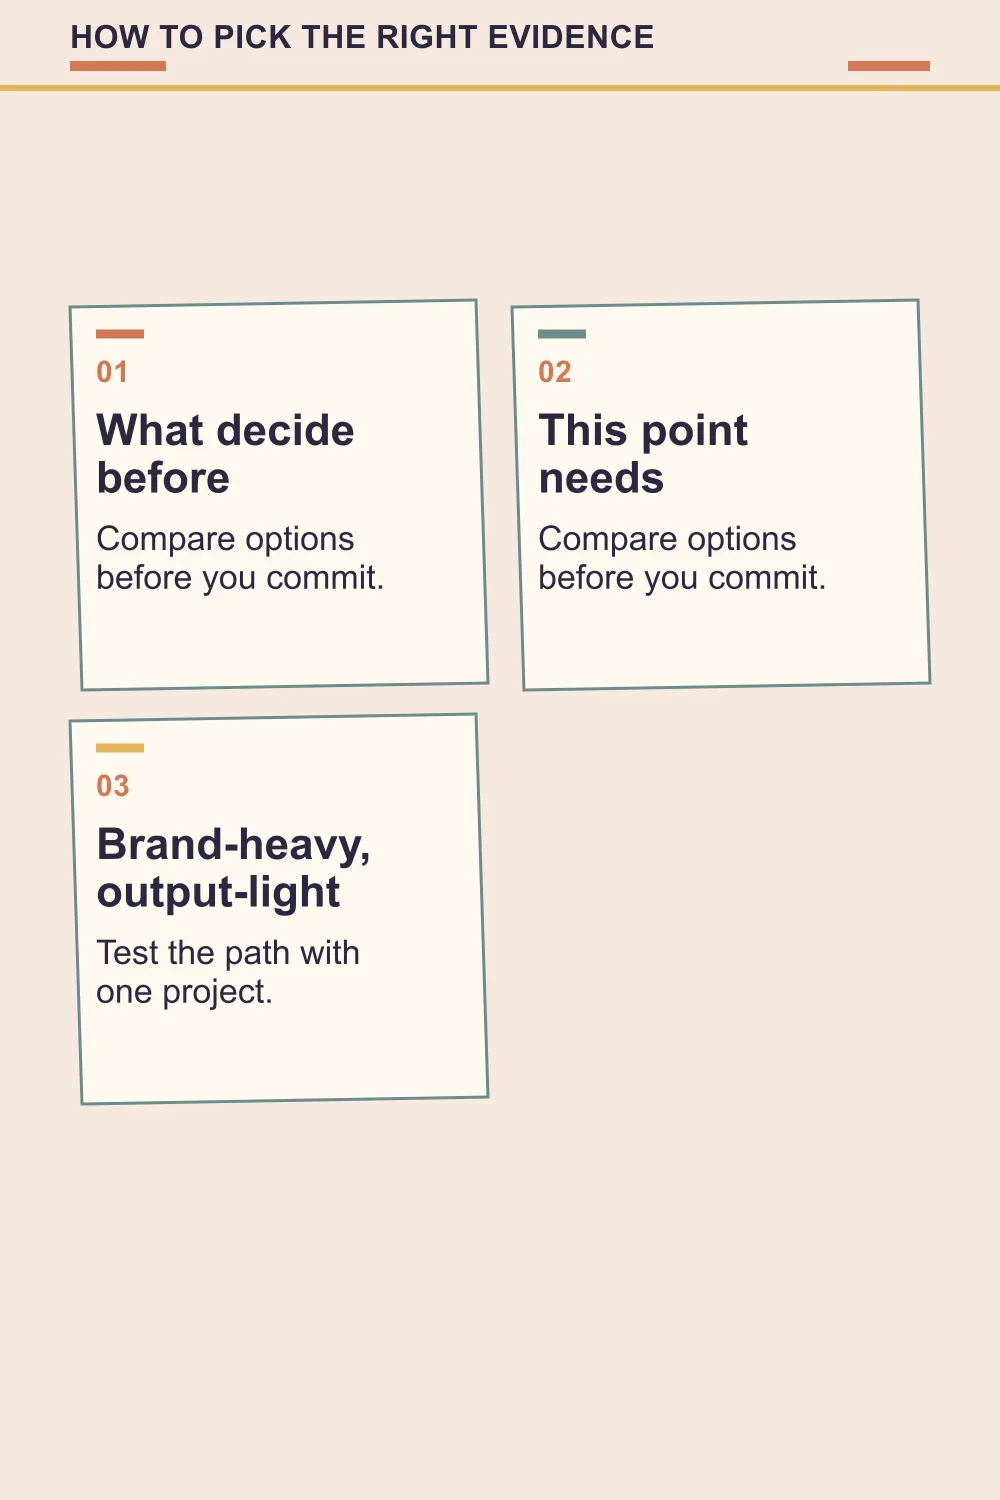 HOW TO PICK THE RIGHT EVIDENCE
01
What decide
before
Compare options
before you commit.
02
This point
needs
Compare options
before you commit.
03
Brand-heavy,
output-light
Test the path with
one project.